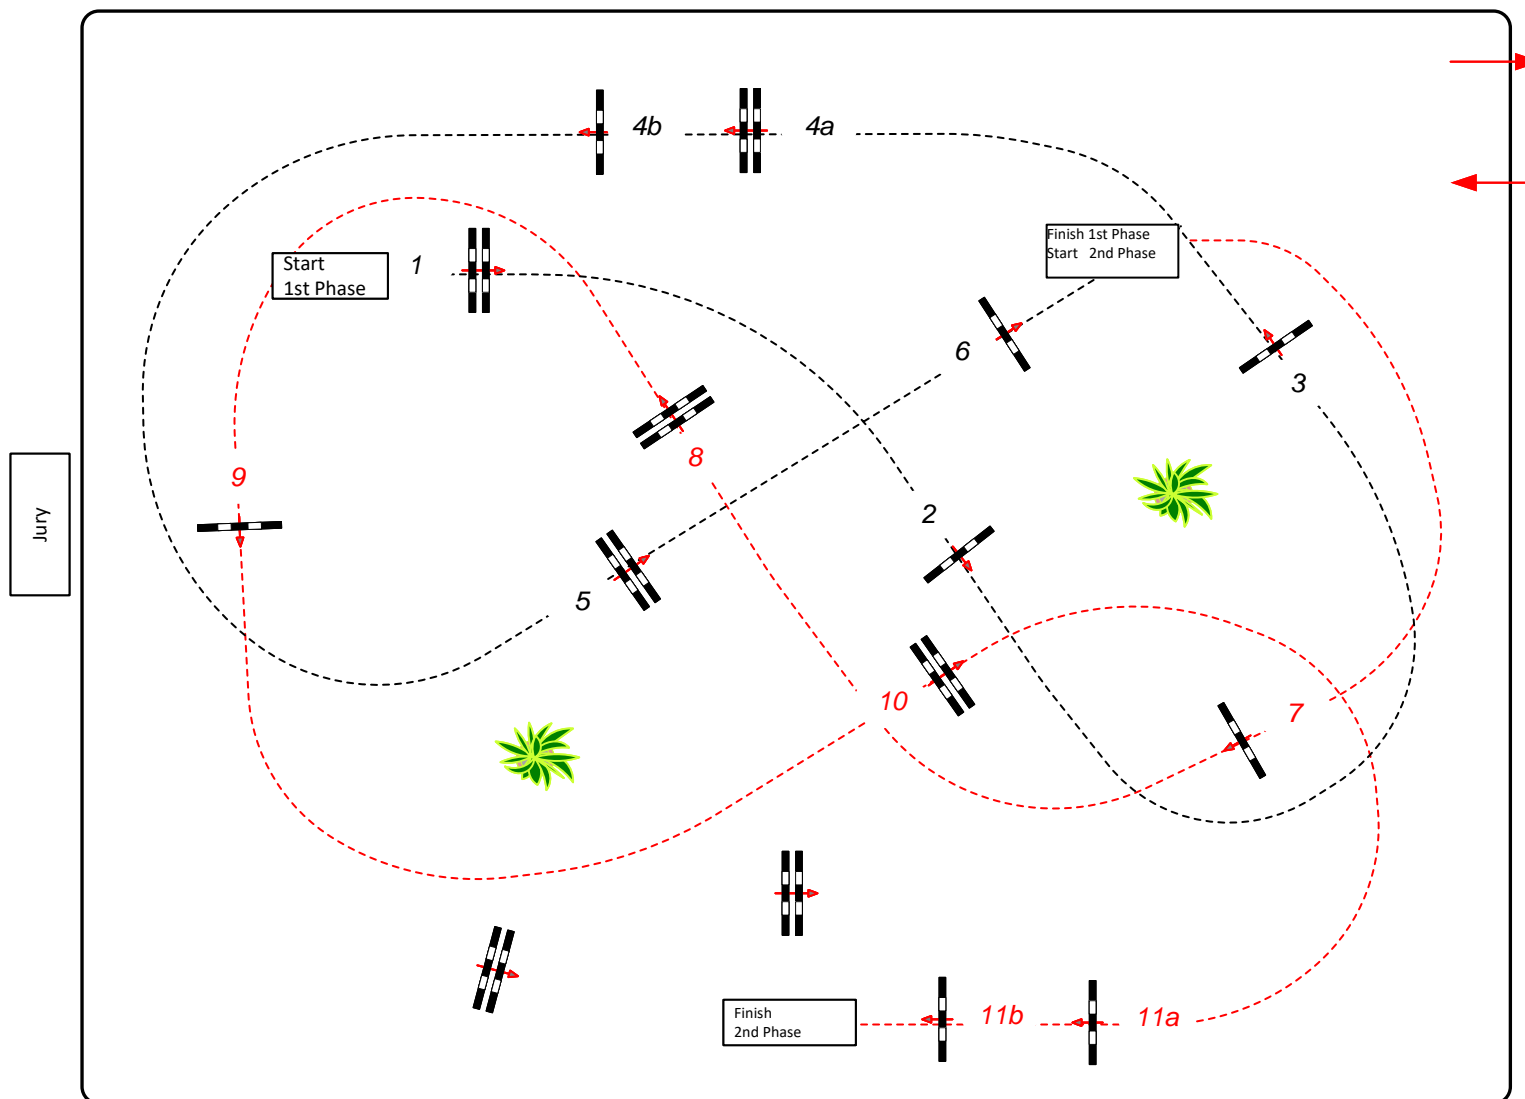 4b
4a
Finish 1st Phase
Start 2nd Phase
Start
1st Phase
1
6
3
8
9
2
Jury
5
10
7
Finish
2nd Phase
11b
11a